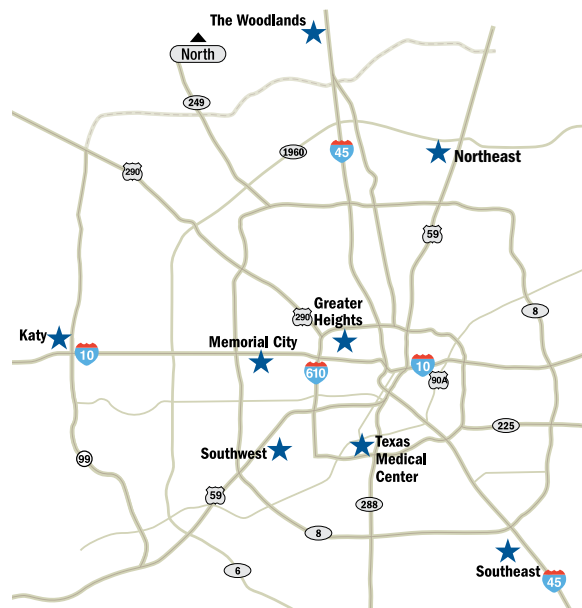 The Woodlands
North
249
1960
45
Northeast
290
59
8
Greater
Heights
290
Katy
10
Memorial City
610
10
90A
Southwest
Texas
Medical
Center
225
99
59
288
8
6
Southeast
45